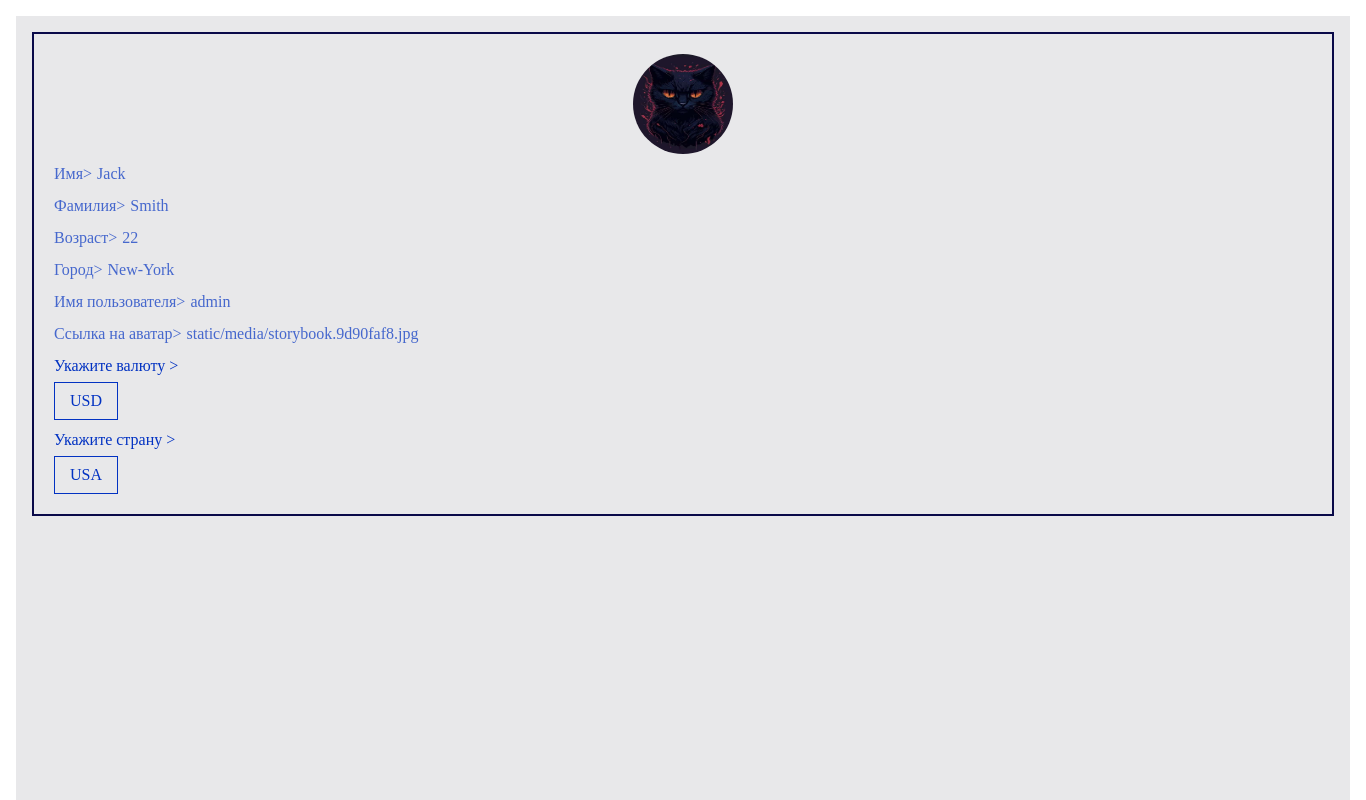 Имя> Jack
Фамилия> Smith
Возраст> 22
Город> New-York
Имя пользователя> admin
Ссылка на аватар> static/media/storybook.9d90faf8.jpg
Укажите валюту >
USD
Укажите страну >
USA